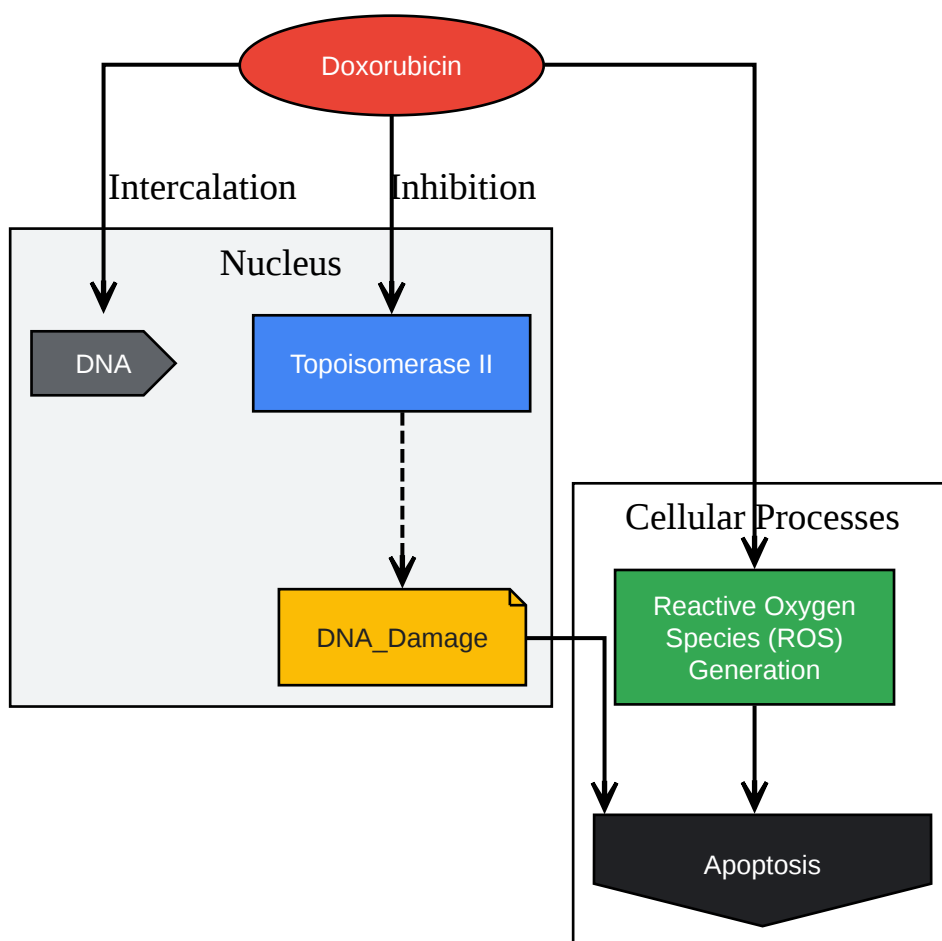 Doxorubicin
Intercalation
Inhibition
Nucleus
DNA
Topoisomerase II
Cellular Processes
Reactive Oxygen
Species (ROS)
Generation
DNA_Damage
Apoptosis